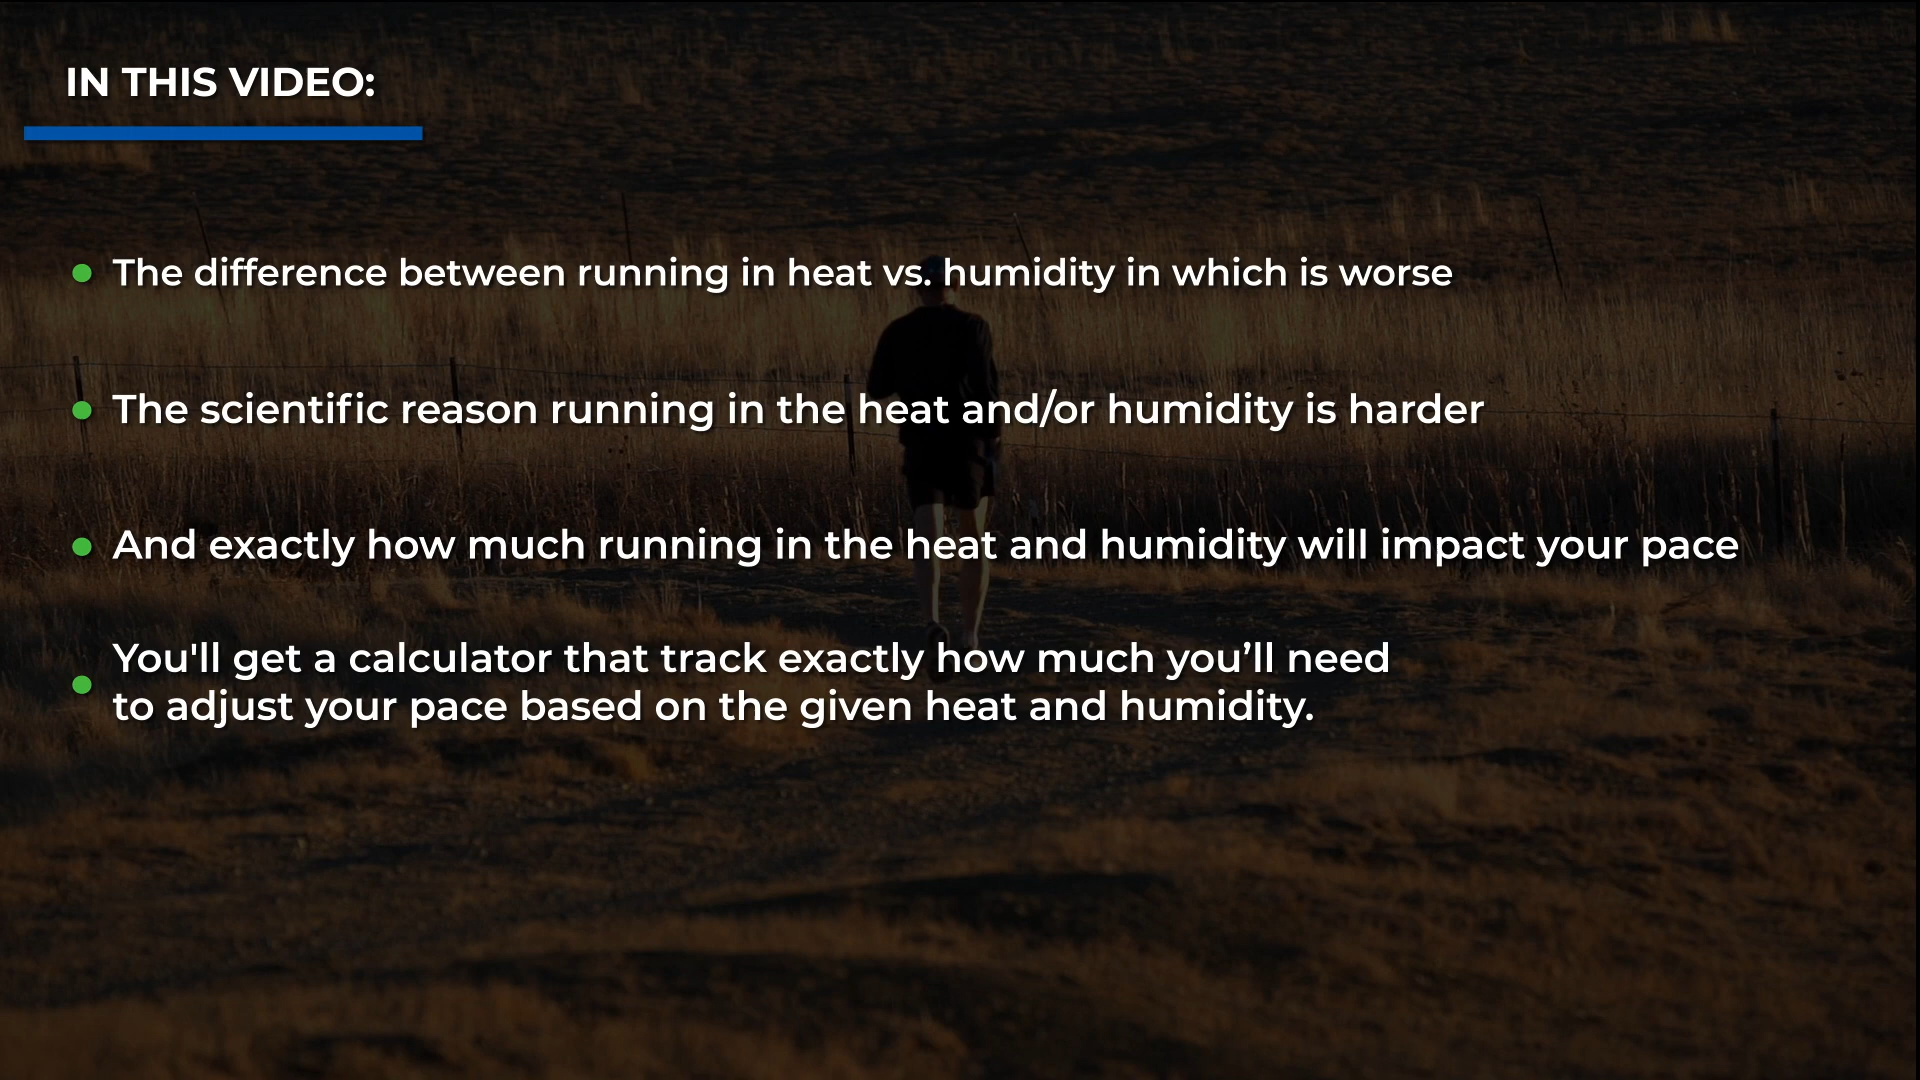 IN THIS VIDEO:
The difference between running in heat vs. humidity in which is worse
The scientific reason running in the heat and/or humidity is harder
And exactly how much running in the heat and humidity will impact your pace
You'll get a calculator that track exactly how much you’ll need
to adjust your pace based on the given heat and humidity.